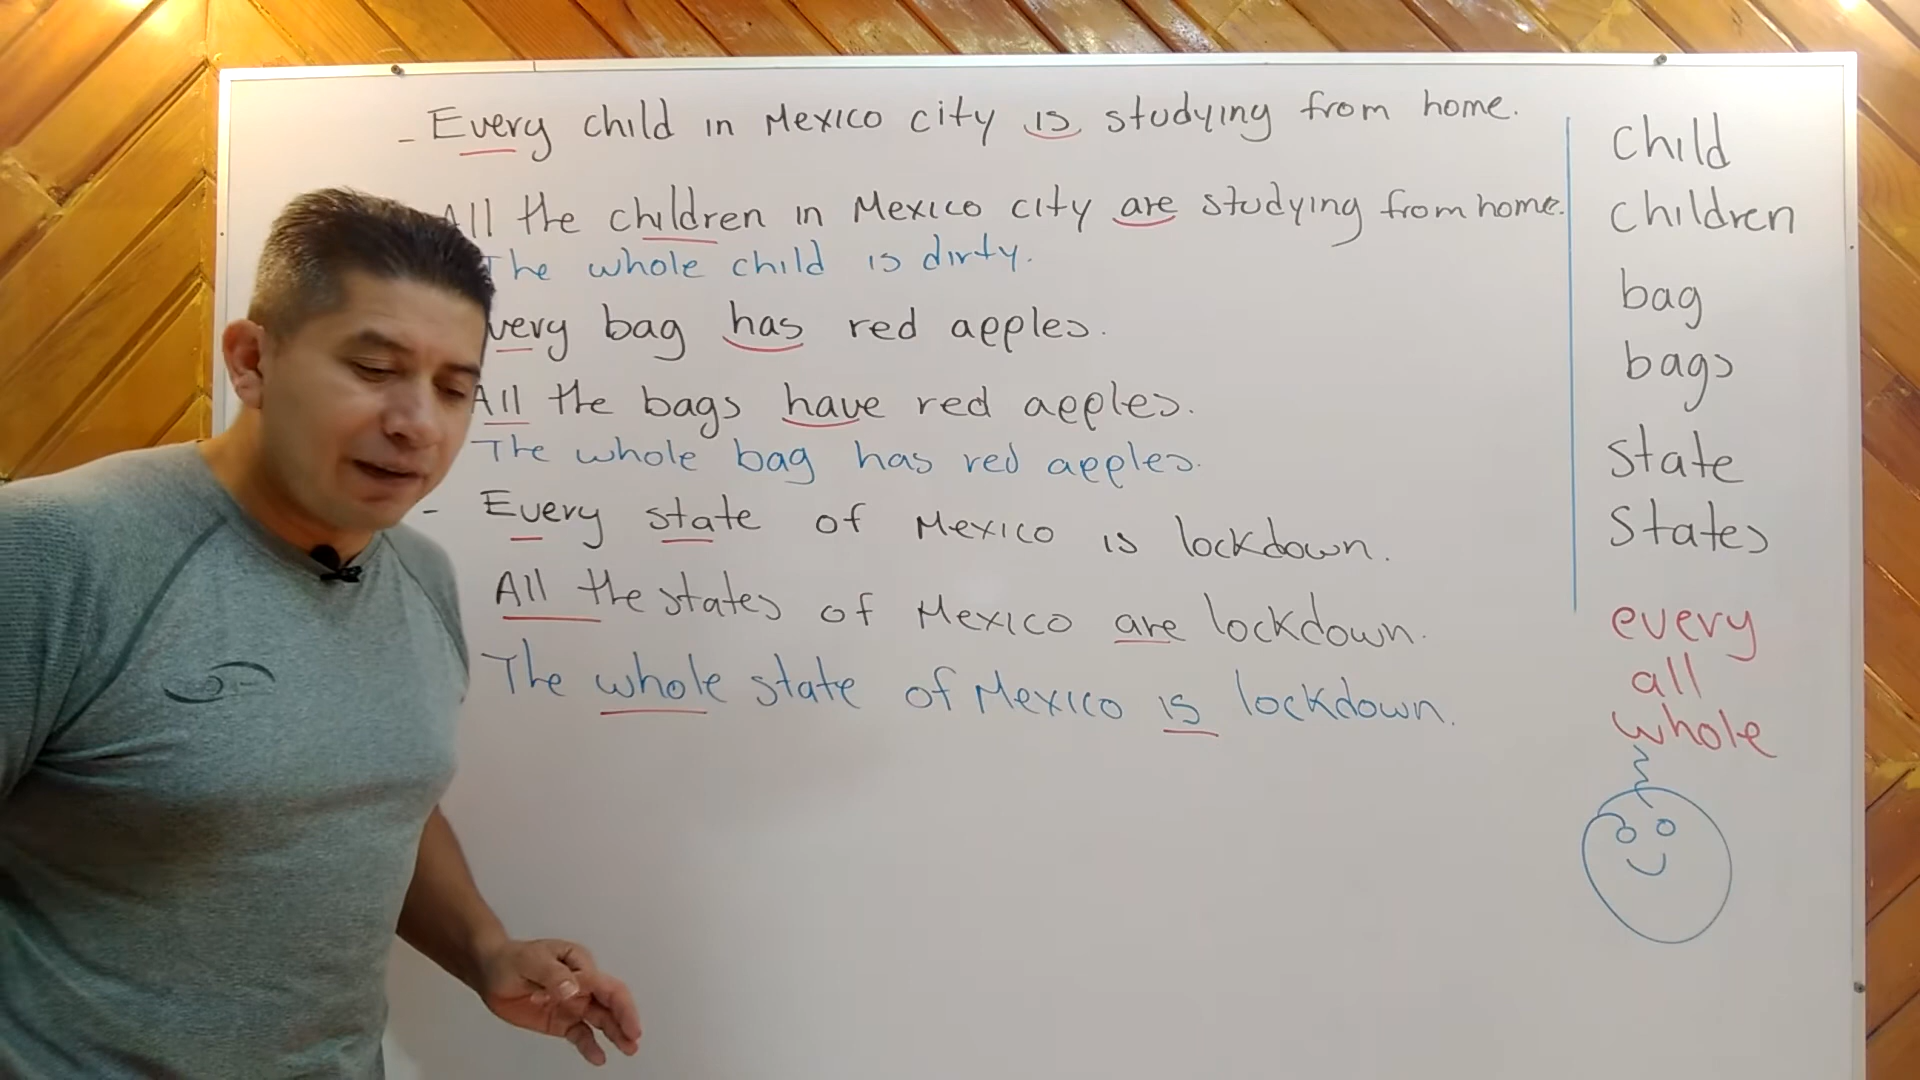 - Every child in Mexico city is studying from home.
All the children in Mexico city are studying from home.
The whole child is dirty.
very bag has red apples.
All the bags have red apples.
The whole bag has red apples.
- Every state of Mexico is lockdown.
All the states of Mexico are lockdown.
The whole state of Mexico is lockdown.
child
children
bag
bags
state
states
every
all
whole